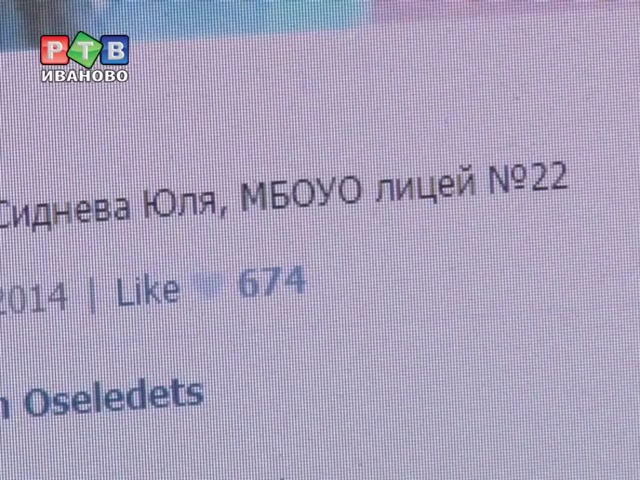 РТВ
ИВАНОВО
Сиднева Юля, МБОУО лицей №22
2014 | Like 674
Oseledets